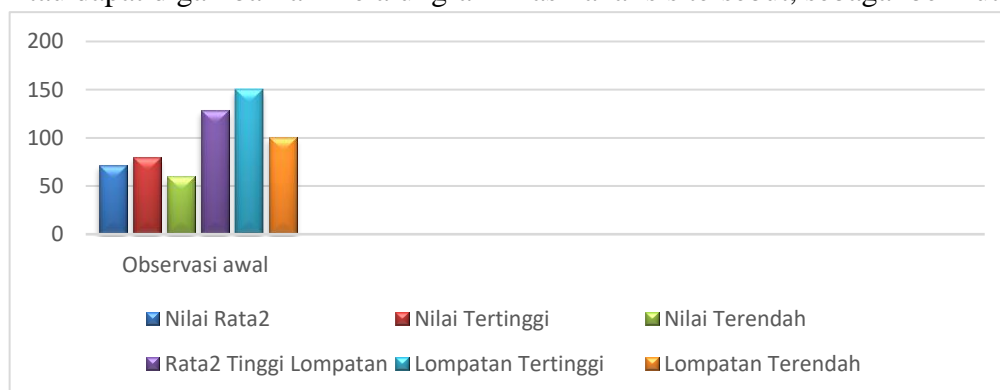 200
150
100
50
0
Observasi awal
Nilai Rata2 Nilai Tertinggi Nilai Terendah
Rata2 Tinggi Lompatan Lompatan Tertinggi Lompatan Terendah